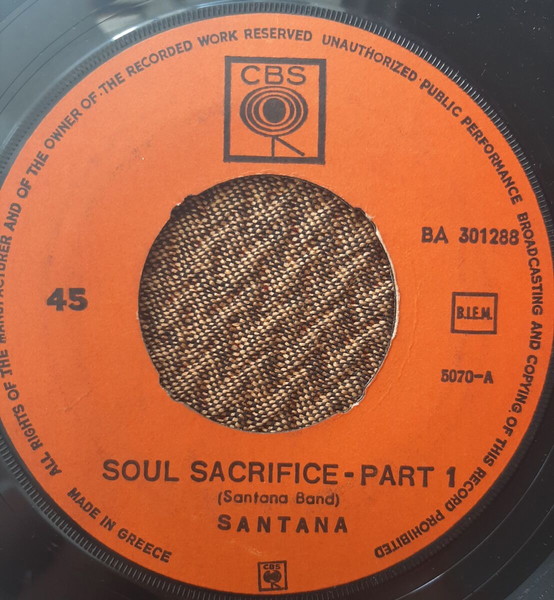 ALL RIGHTS OF THE MANUFACTURER AND OF THE OWNER OF THE RECORDED WORK RESERVED UNAUTHORIZED PUBLIC PERFORMANCE BROADCASTING AND COPYING OF THIS RECORD PROHIBITED
CBS
BA 301288
45
B.I.E.M.
5070-A
SOUL SACRIFICE - PART 1
(Santana Band)
SANTANA
MADE IN GREECE
CBS